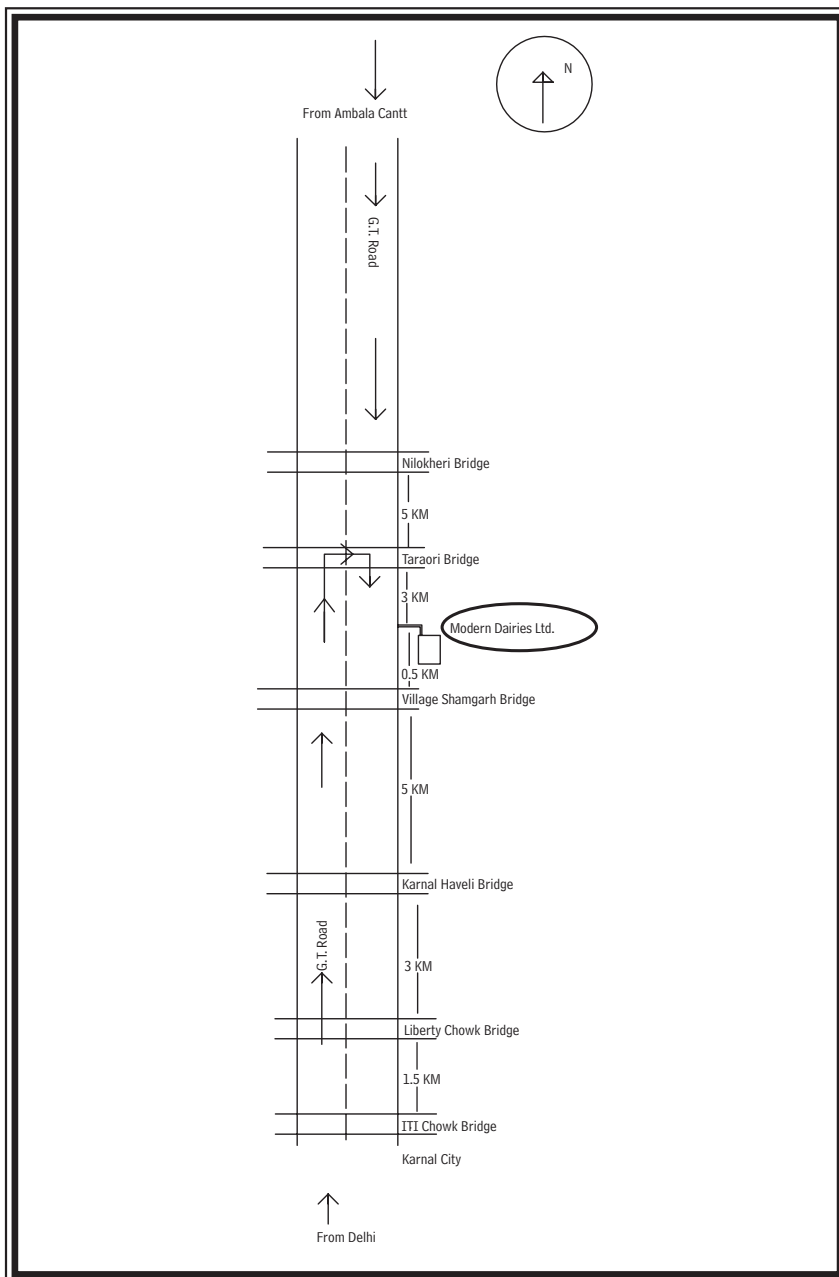 N
From Ambala Cantt
G.T. Road
Nilokheri Bridge
5 KM
Taraori Bridge
3 KM
Modern Dairies Ltd.
0.5 KM
Village Shamgarh Bridge
5 KM
Karnal Haveli Bridge
G.T. Road
3 KM
Liberty Chowk Bridge
1.5 KM
ITI Chowk Bridge
Karnal City
From Delhi